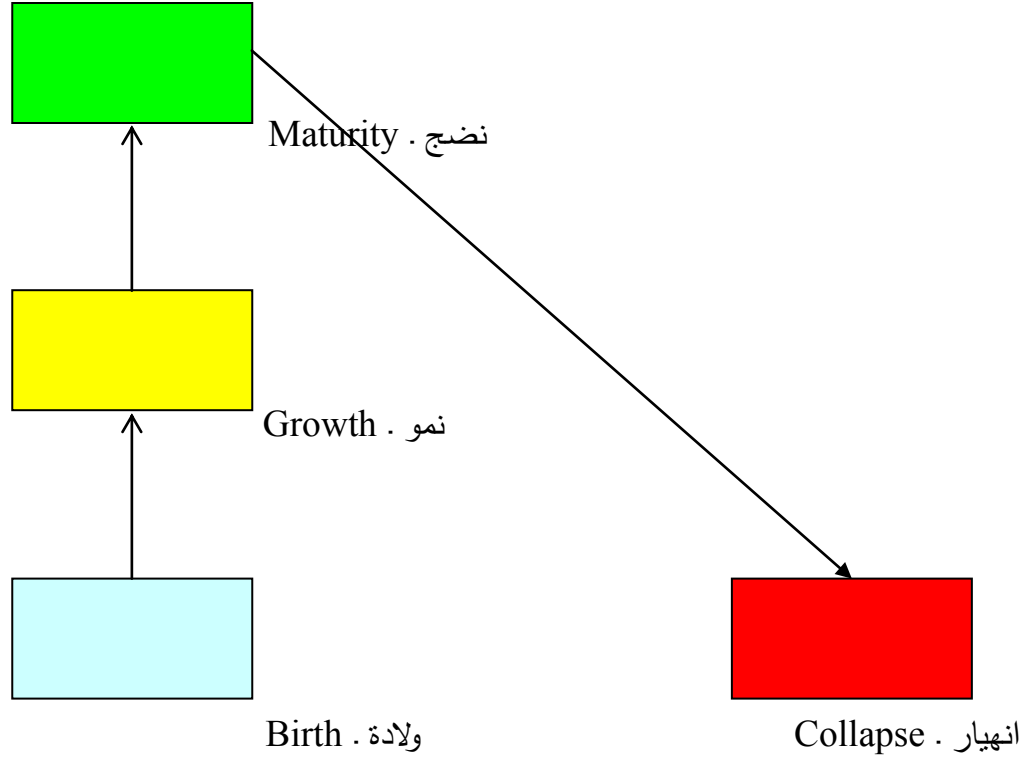 Maturity . نضج
Growth . نمو
Birth . ولادة
Collapse . انهيار